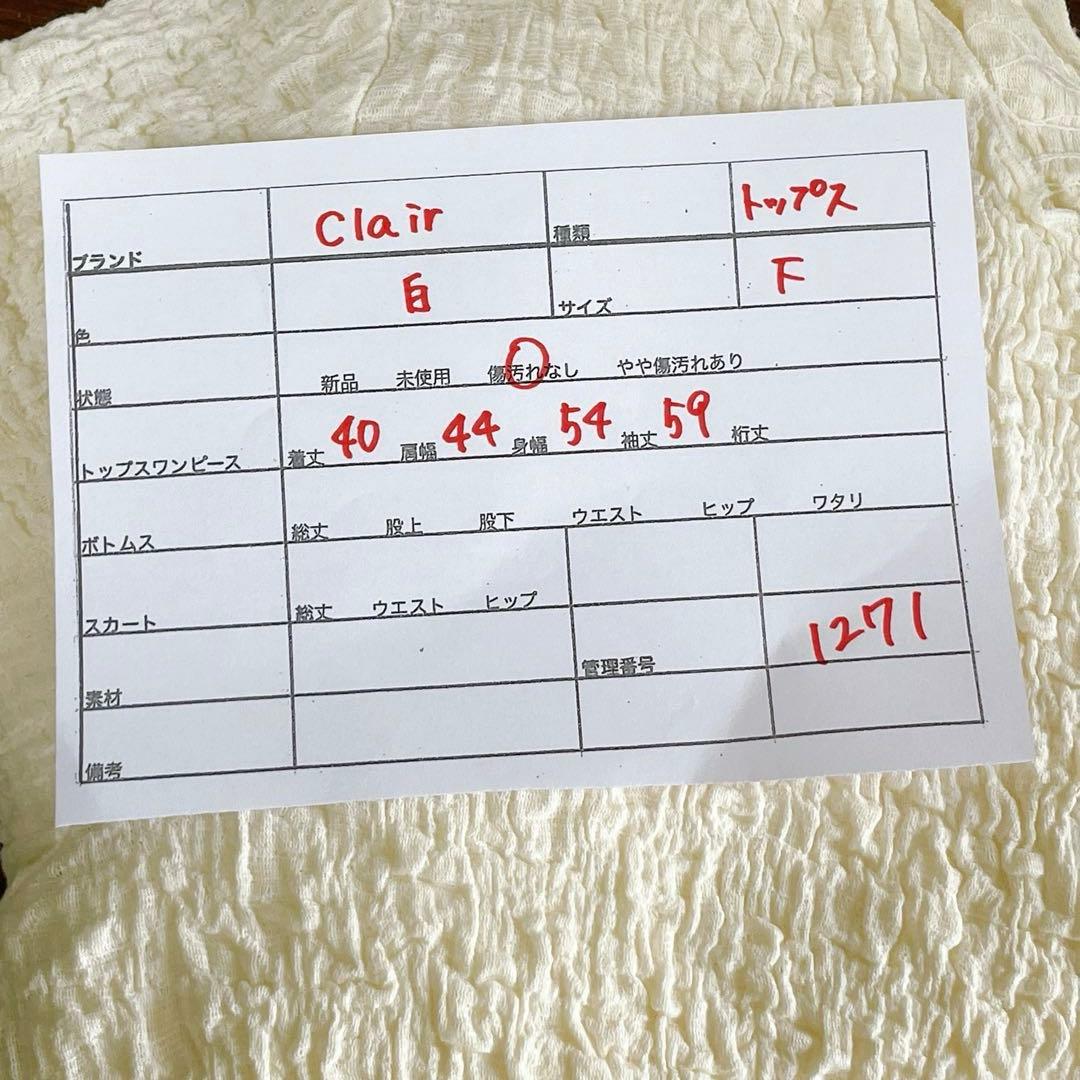 ブランド Clair 種類 トップス
色 白 サイズ 下
状態 新品 未使用 傷汚れなし やや傷汚れあり
トップスワンピース 着丈 40 肩幅 44 身幅 54 袖丈 59 裄丈
ボトムス 総丈 股上 股下 ウエスト ヒップ ワタリ
スカート 総丈 ウエスト ヒップ
素材 管理番号 1271
備考